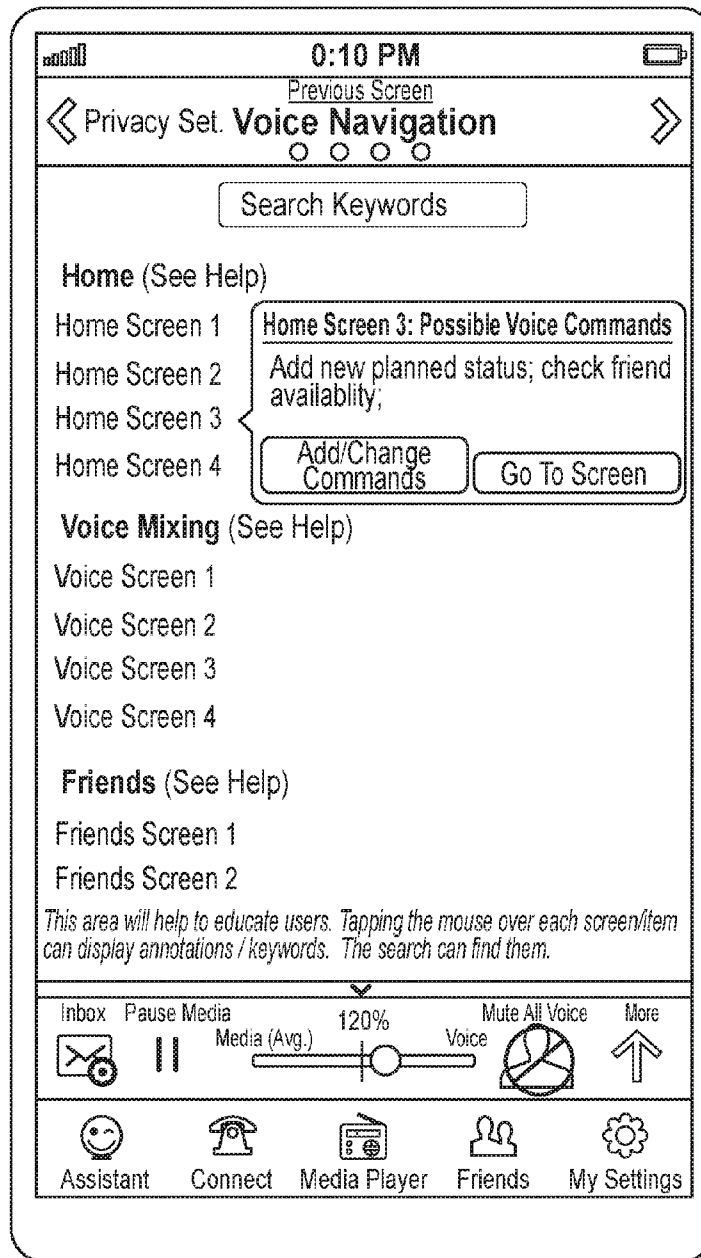 0:10 PM
Previous Screen
Privacy Set. Voice Navigation
Search Keywords
Home (See Help)
Home Screen 1
Home Screen 2
Home Screen 3
Home Screen 4
Home Screen 3: Possible Voice Commands
Add new planned status; check friend
availablity;
Add/Change
Commands
Go To Screen
Voice Mixing (See Help)
Voice Screen 1
Voice Screen 2
Voice Screen 3
Voice Screen 4
Friends (See Help)
Friends Screen 1
Friends Screen 2
This area will help to educate users. Tapping the mouse over each screen/item
can display annotations / keywords. The search can find them.
Inbox
Pause Media
Media (Avg.)
120%
Voice
Mute All Voice
More
Assistant
Connect
Media Player
Friends
My Settings